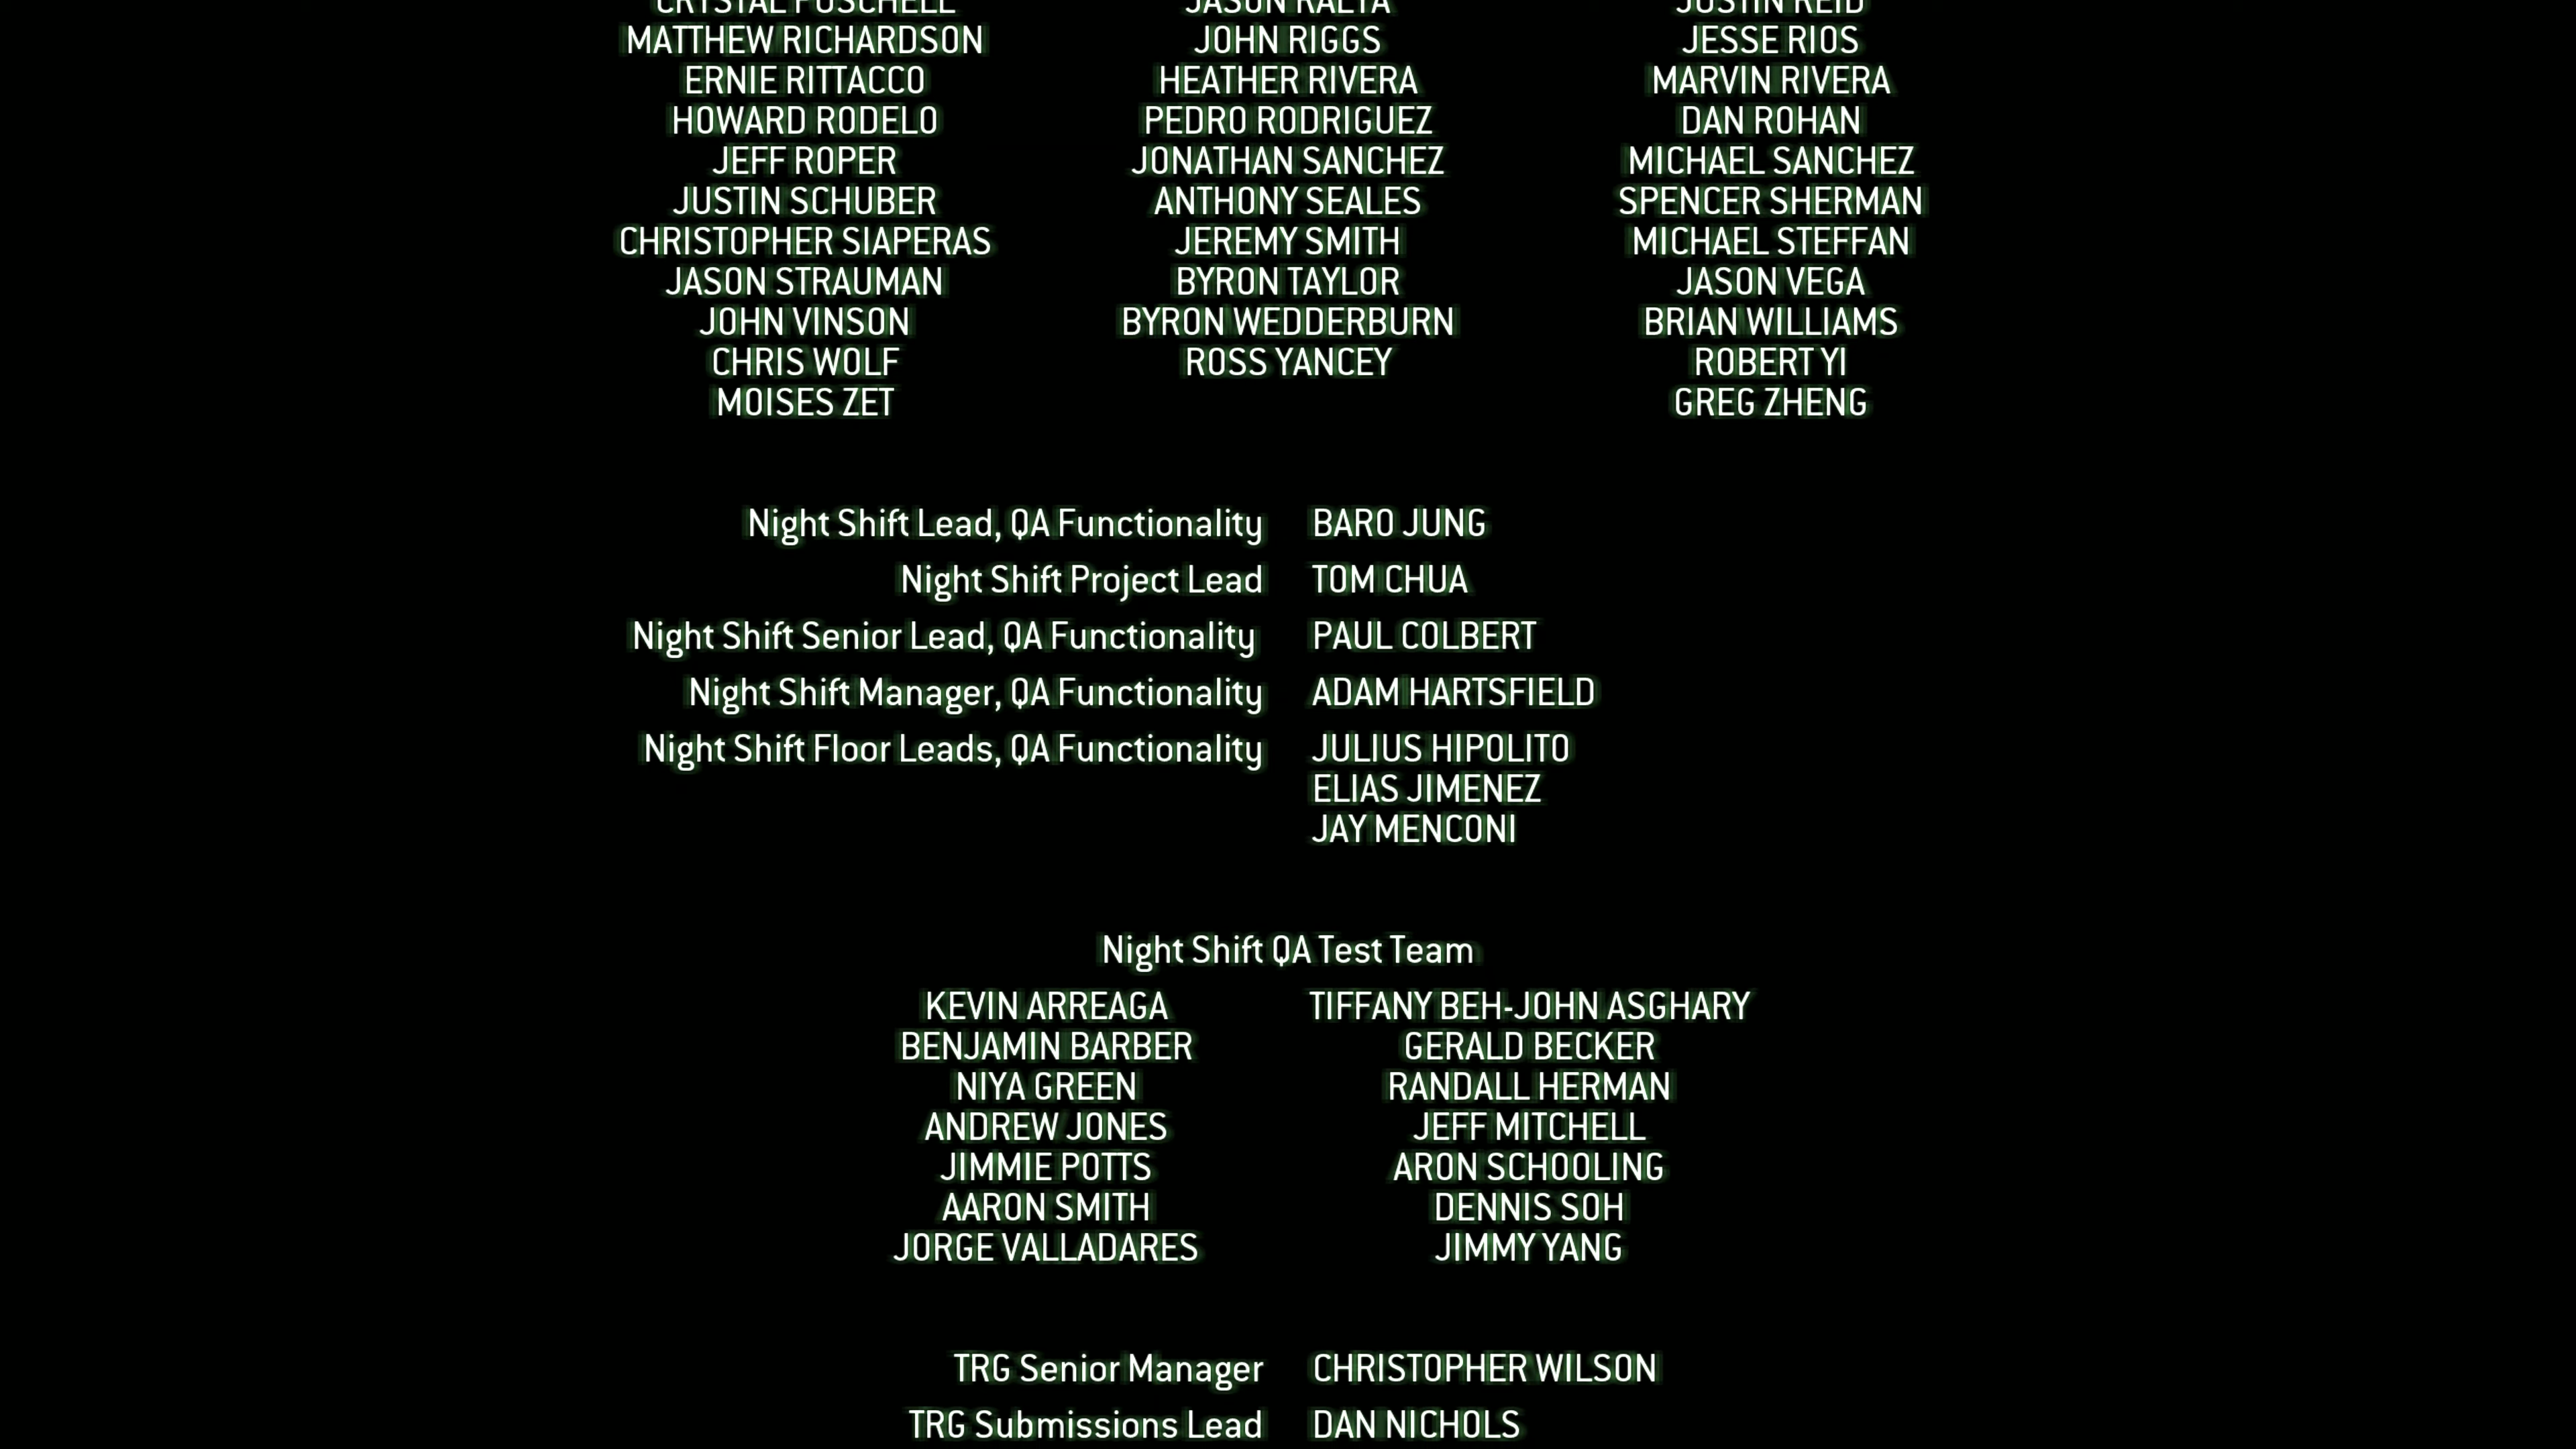 MATTHEW RICHARDSON JOHN RIGGS JESSE RIOS
ERNIE RITTACCO HEATHER RIVERA MARVIN RIVERA
HOWARD RODELO PEDRO RODRIGUEZ DAN ROHAN
JEFF ROPER JONATHAN SANCHEZ MICHAEL SANCHEZ
JUSTIN SCHUBER ANTHONY SEALES SPENCER SHERMAN
CHRISTOPHER SIAPERAS JEREMY SMITH MICHAEL STEFFAN
JASON STRAUMAN BYRON TAYLOR JASON VEGA
JOHN VINSON BYRON WEDDERBURN BRIAN WILLIAMS
CHRIS WOLF ROSS YANCEY ROBERT YI
MOISES ZET GREG ZHENG
Night Shift Lead, QA Functionality BARO JUNG
Night Shift Project Lead TOM CHUA
Night Shift Senior Lead, QA Functionality PAUL COLBERT
Night Shift Manager, QA Functionality ADAM HARTSFIELD
Night Shift Floor Leads, QA Functionality JULIUS HIPOLITO
ELIAS JIMENEZ
JAY MENCONI
Night Shift QA Test Team
KEVIN ARREAGA TIFFANY BEH-JOHN ASGHARY
BENJAMIN BARBER GERALD BECKER
NIYA GREEN RANDALL HERMAN
ANDREW JONES JEFF MITCHELL
JIMMIE POTTS ARON SCHOOLING
AARON SMITH DENNIS SOH
JORGE VALLADARES JIMMY YANG
TRG Senior Manager CHRISTOPHER WILSON
TRG Submissions Lead DAN NICHOLS